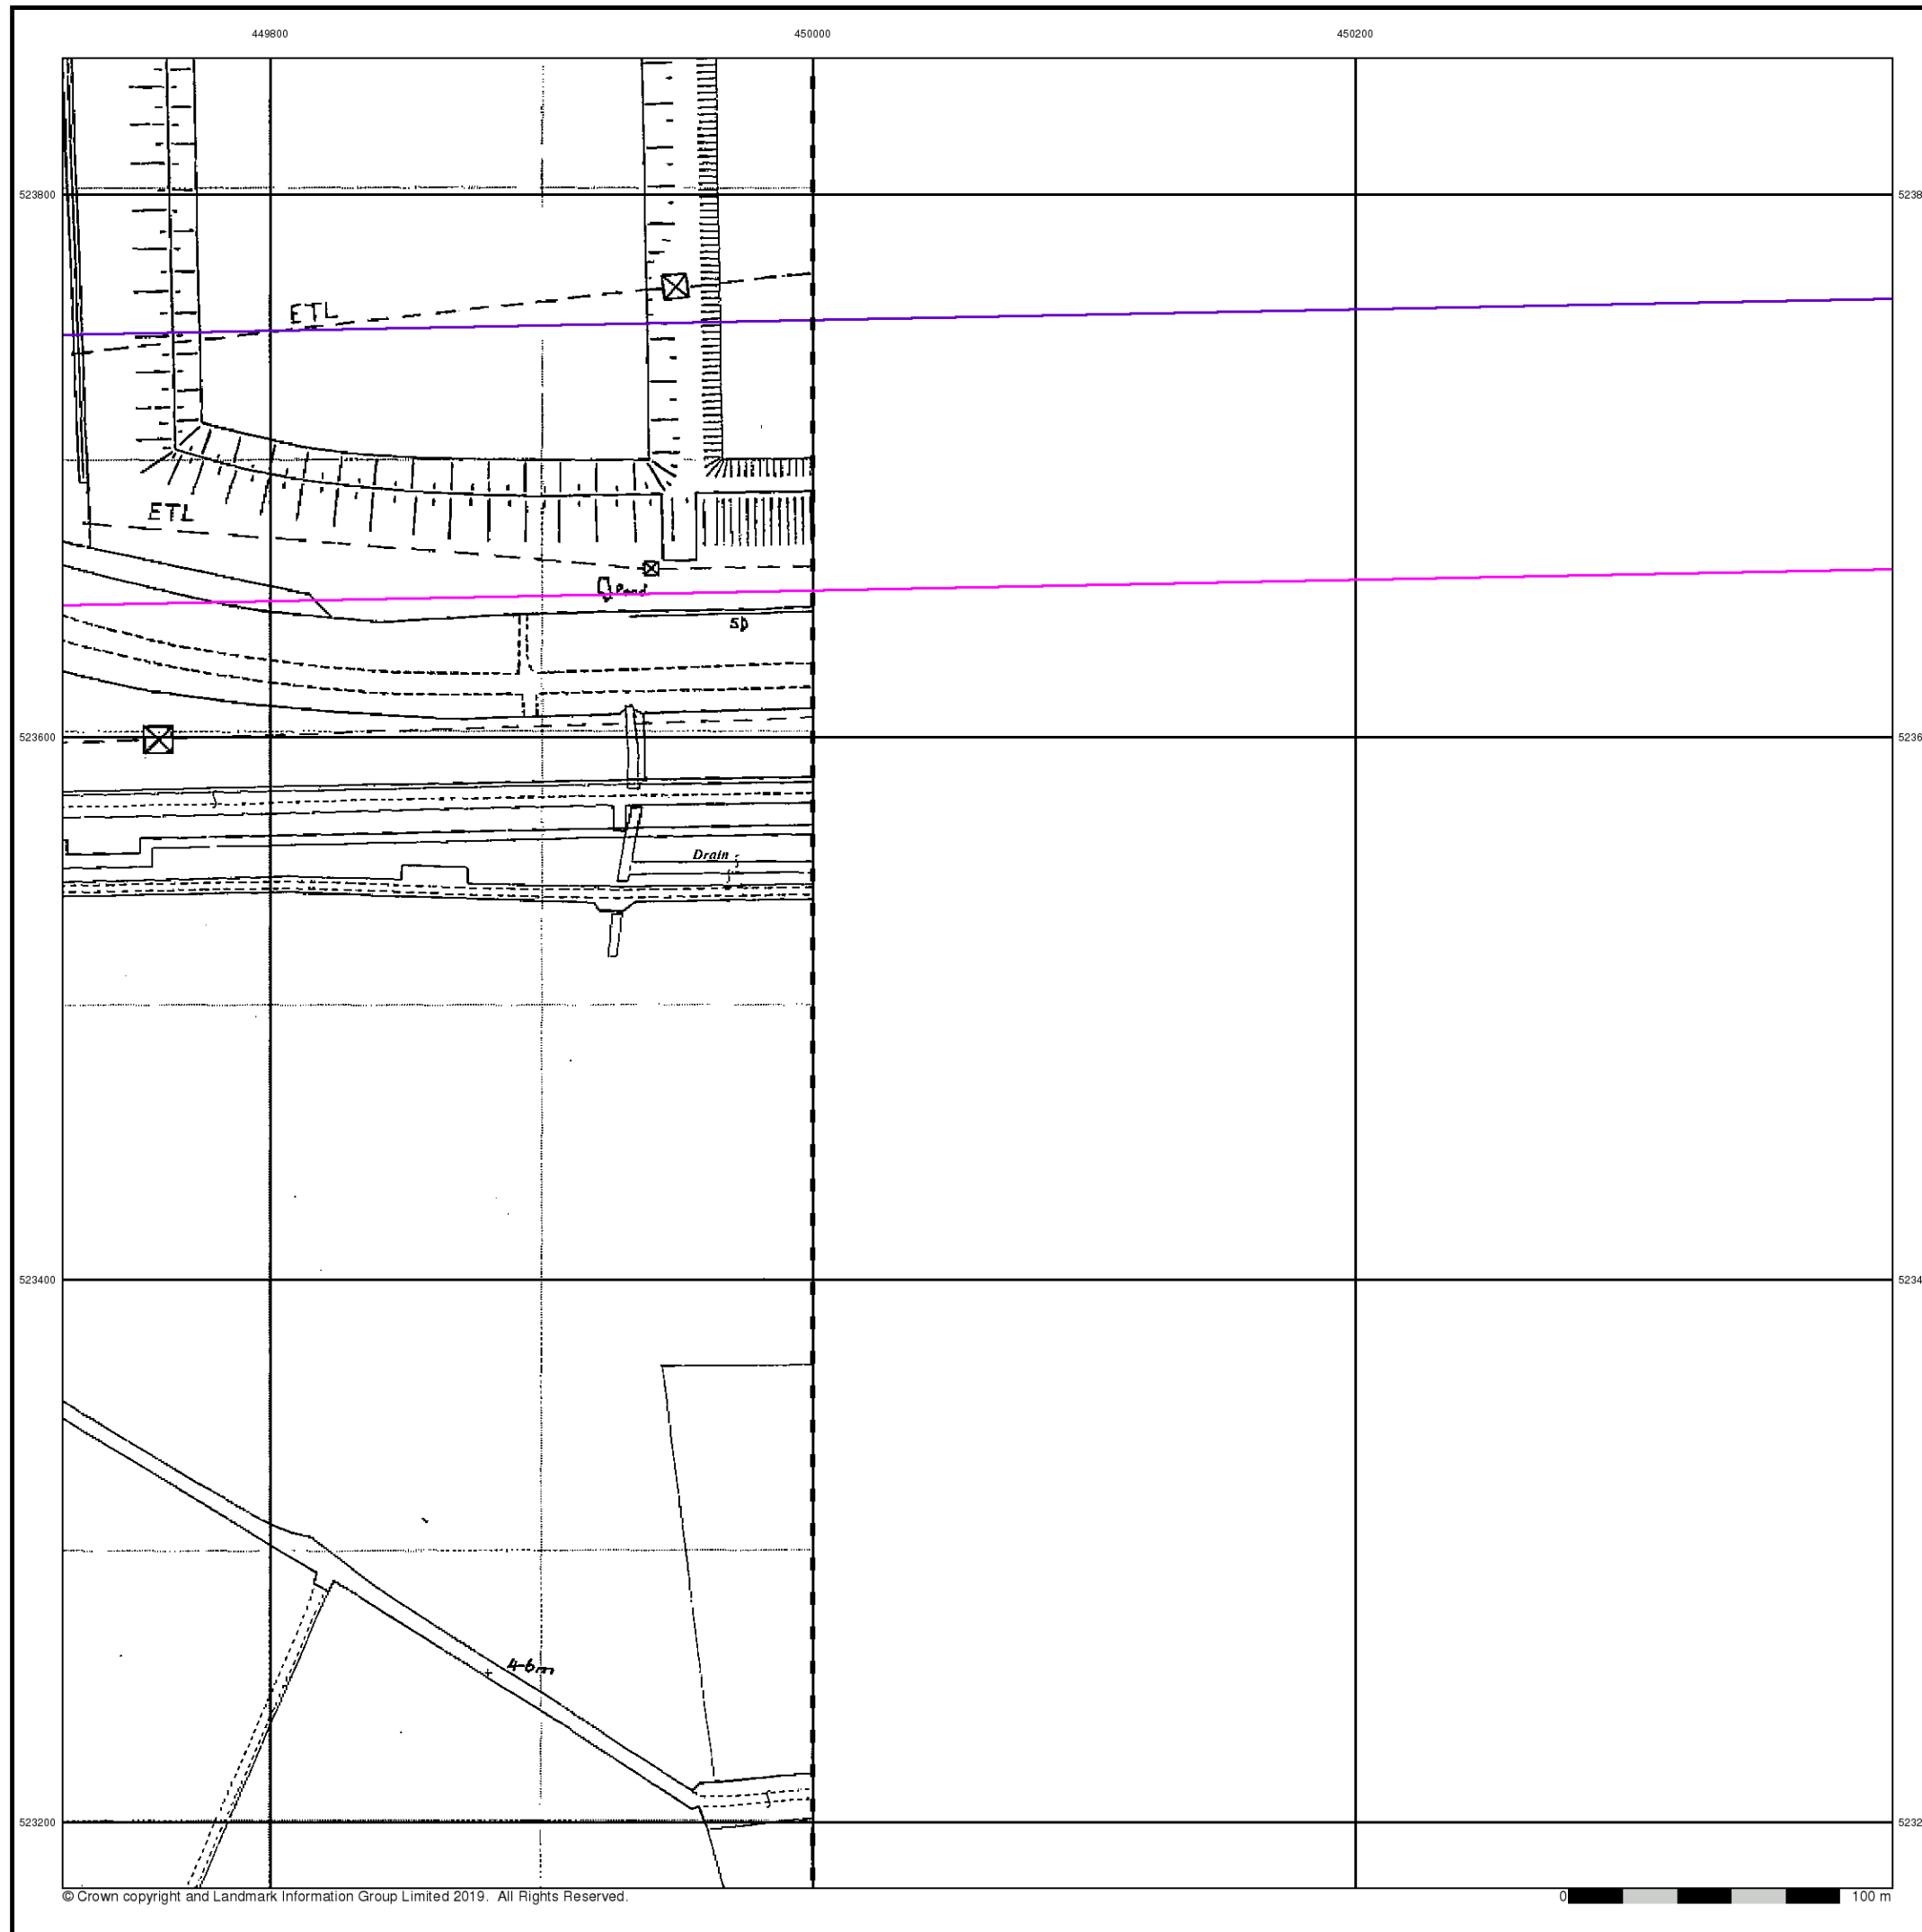 449800 450000 450200
523800 5238
ETL
ETL
Pond
SD
523600 5236
Drain
523400 5234
4·6m
523200 5232
© Crown copyright and Landmark Information Group Limited 2019. All Rights Reserved. 0 100 m